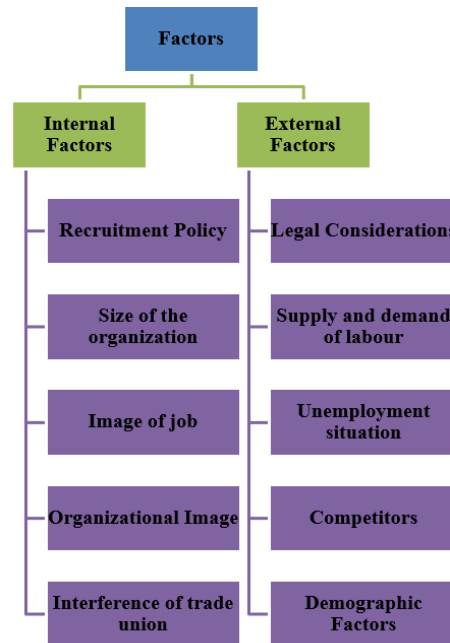 Factors
Internal
Factors
External
Factors
Recruitment Policy
Legal Considerations
Size of the
organization
Supply and demand
of labour
Image of job
Unemployment
situation
Organizational Image
Competitors
Interference of trade
union
Demographic
Factors